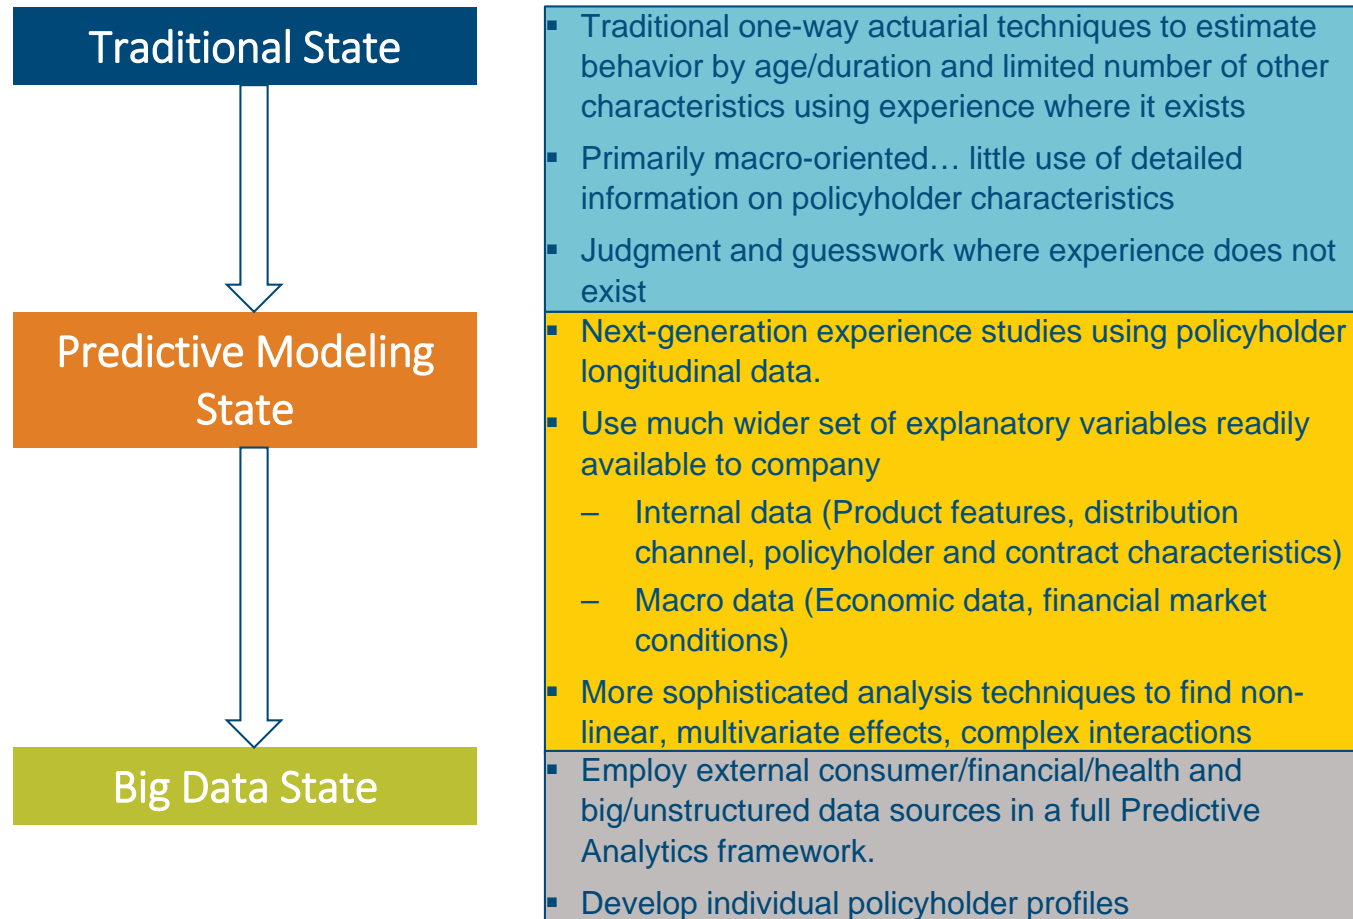 Traditional State
▪ Traditional one-way actuarial techniques to estimate
behavior by age/duration and limited number of other
characteristics using experience where it exists
▪ Primarily macro-oriented… little use of detailed
information on policyholder characteristics
▪ Judgment and guesswork where experience does not
exist
Predictive Modeling
State
▪ Next-generation experience studies using policyholder
longitudinal data.
▪ Use much wider set of explanatory variables readily
available to company
– Internal data (Product features, distribution
channel, policyholder and contract characteristics)
– Macro data (Economic data, financial market
conditions)
▪ More sophisticated analysis techniques to find non-
linear, multivariate effects, complex interactions
Big Data State
▪ Employ external consumer/financial/health and
big/unstructured data sources in a full Predictive
Analytics framework.
▪ Develop individual policyholder profiles